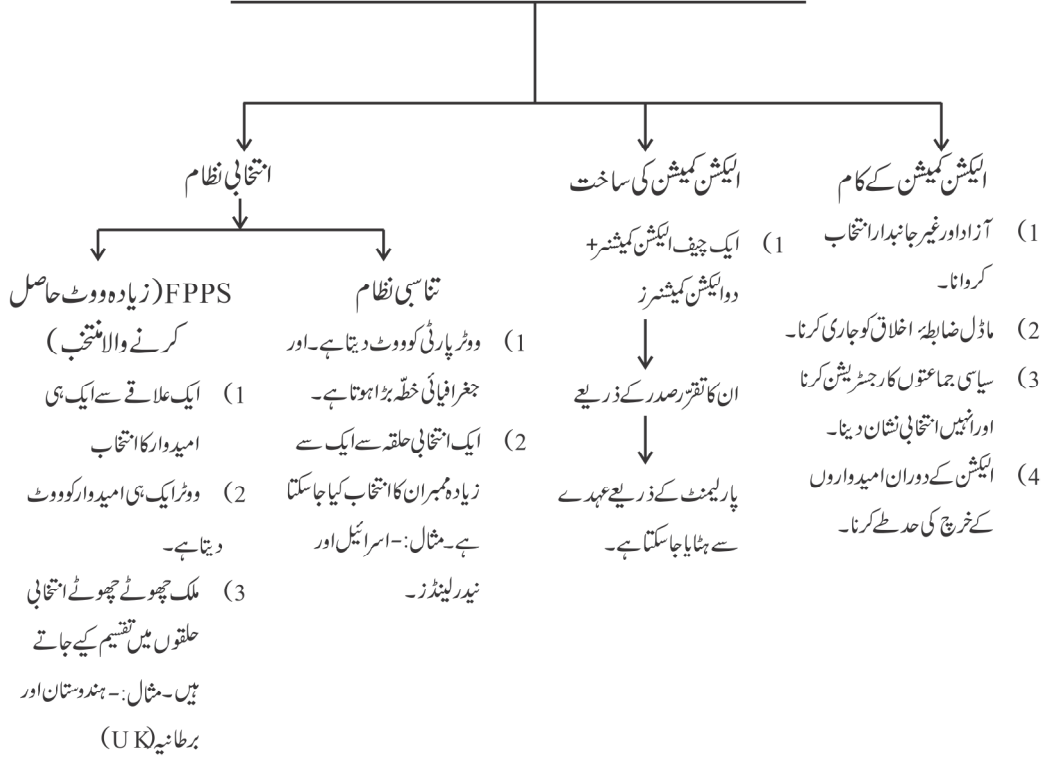 الیکشن کمیشن کے کام
1) آزاد اور غیر جانبدار انتخاب
کروانا۔
2) ماڈل ضابطۂ اخلاق کو جاری کرنا۔
3) سیاسی جماعتوں کا رجسٹریشن کرنا
اور انہیں انتخابی نشان دینا۔
4) الیکشن کے دوران امیدواروں
کے خرچ کی حد طے کرنا۔
الیکشن کمیشن کی ساخت
1) ایک چیف الیکشن کمیشنر+
دو الیکشن کمیشنرز
ان کا تقرّر صدر کے ذریعے
پارلیمنٹ کے ذریعے عہدے
سے ہٹایا جاسکتا ہے۔
انتخابی نظام
تناسبی نظام
1) ووٹر پارٹی کو ووٹ دیتا ہے۔ اور
جغرافیائی خطّہ بڑا ہوتا ہے۔
2) ایک انتخابی حلقہ سے ایک سے
زیادہ ممبران کا انتخاب کیا جاسکتا
ہے۔ مثال:- اسرائیل اور
نیدرلینڈز۔
FPPS (زیادہ ووٹ حاصل
کرنے والا منتخب)
1) ایک علاقے سے ایک ہی
امیدوار کا انتخاب
2) ووٹر ایک ہی امیدوار کو ووٹ
دیتا ہے۔
3) ملک چھوٹے چھوٹے انتخابی
حلقوں میں تقسیم کیے جاتے
ہیں۔ مثال:- ہندوستان اور
برطانیہ (U K)